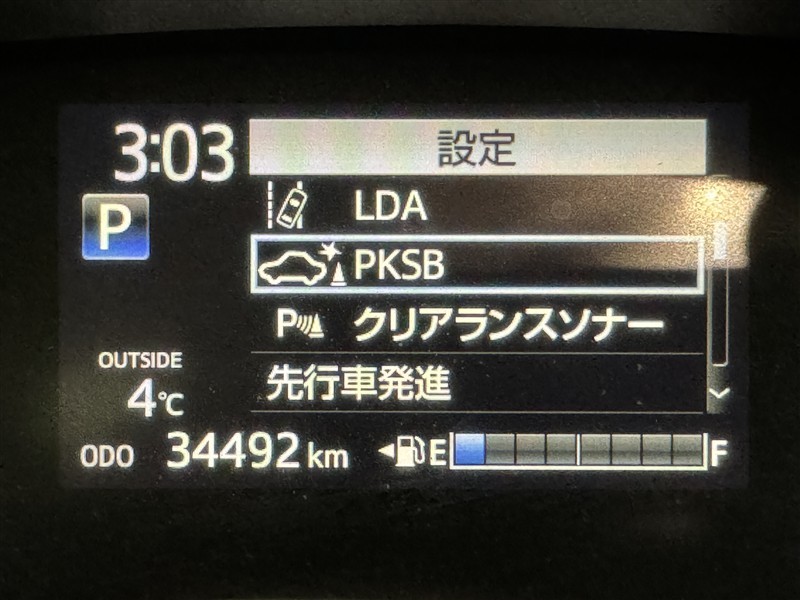 3:03
設定
P
LDA
PKSB
P クリアランスソナー
先行車発進
OUTSIDE
4℃
ODO 34492 km E F